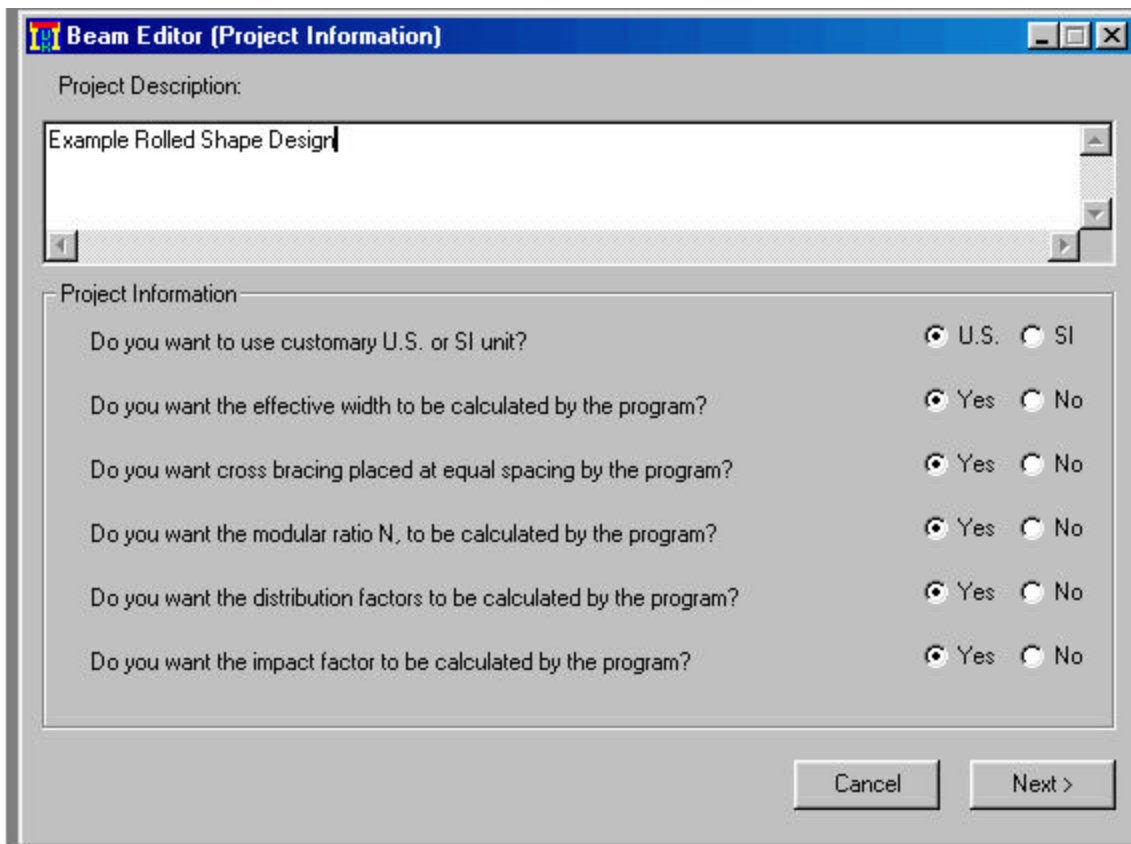 Beam Editor (Project Information)
Project Description:
Example Rolled Shape Design
Project Information
Do you want to use customary U.S. or SI unit? U.S. SI
Do you want the effective width to be calculated by the program? Yes No
Do you want cross bracing placed at equal spacing by the program? Yes No
Do you want the modular ratio N, to be calculated by the program? Yes No
Do you want the distribution factors to be calculated by the program? Yes No
Do you want the impact factor to be calculated by the program? Yes No
Cancel Next >